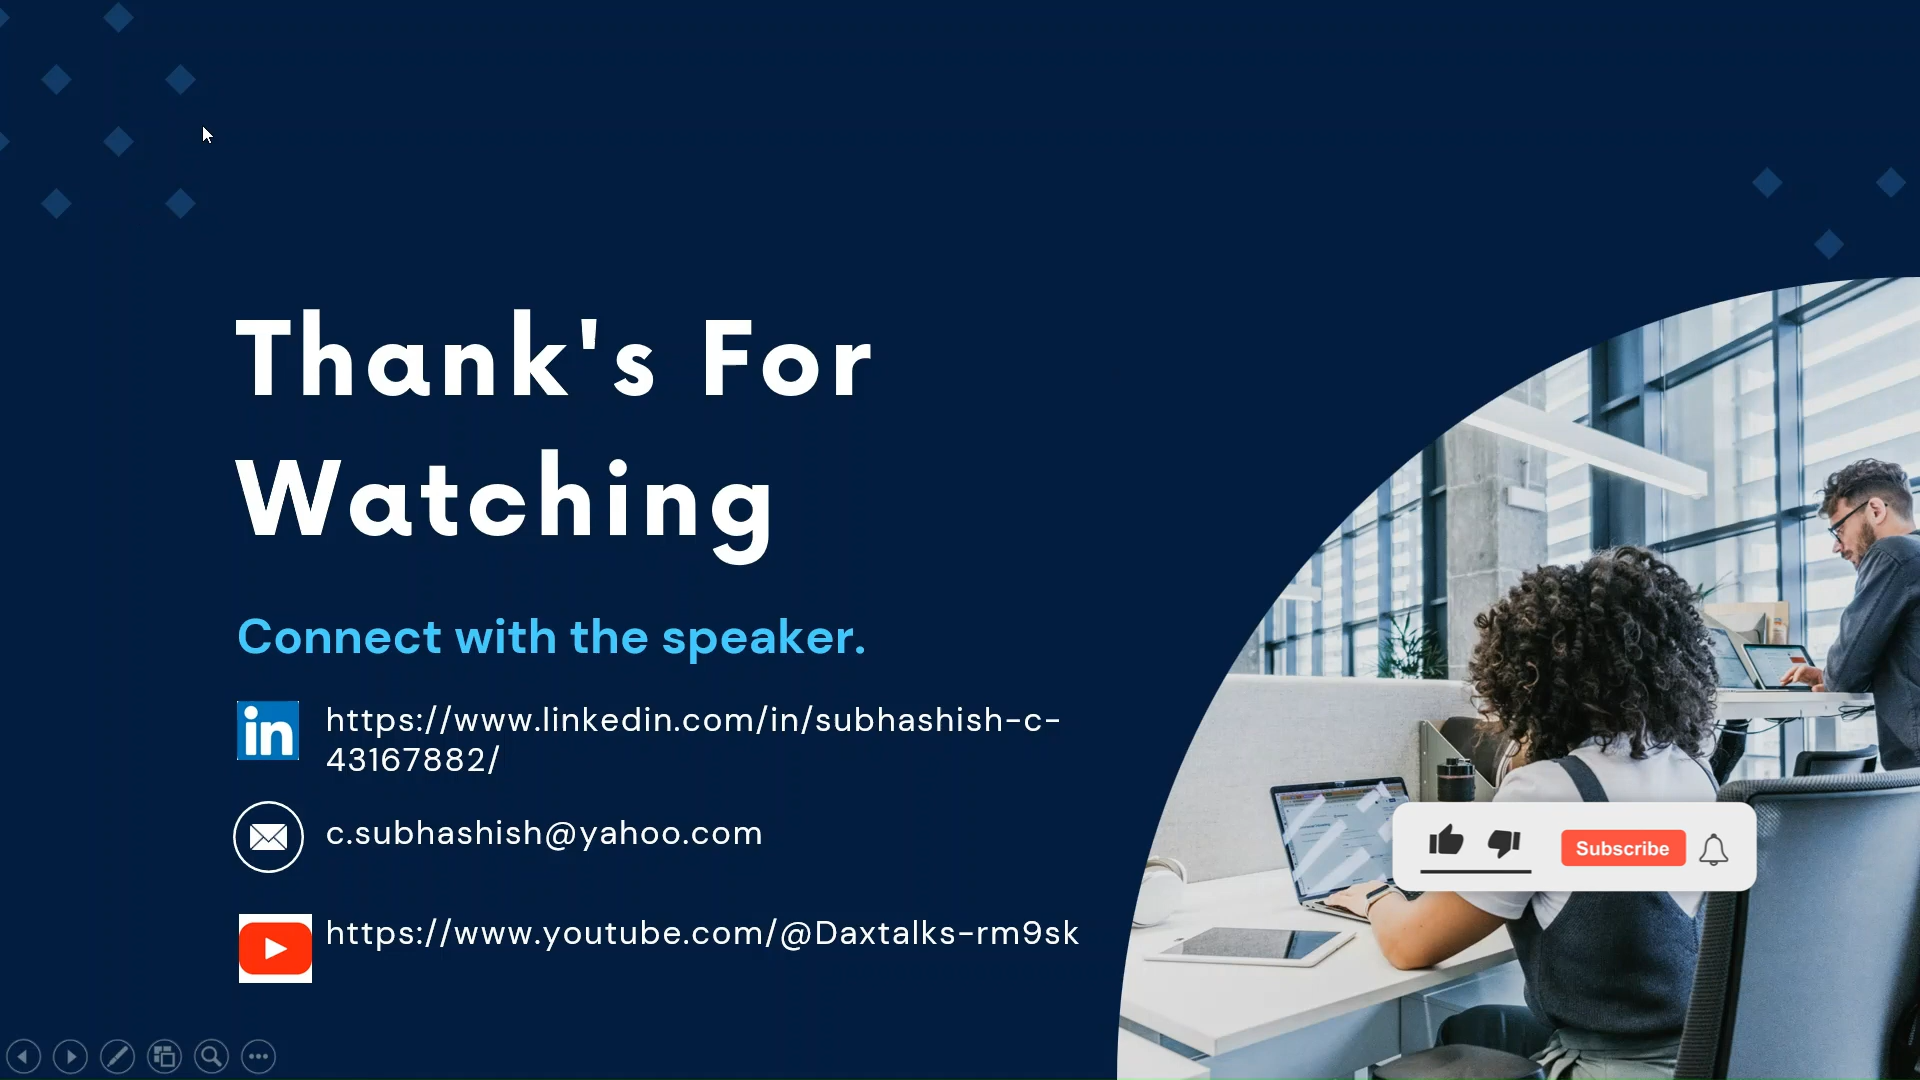 Thank's For
Watching
Connect with the speaker.
in
https://www.linkedin.com/in/subhashish-c-
43167882/
c.subhashish@yahoo.com
https://www.youtube.com/@Daxtalks-rm9sk
Subscribe